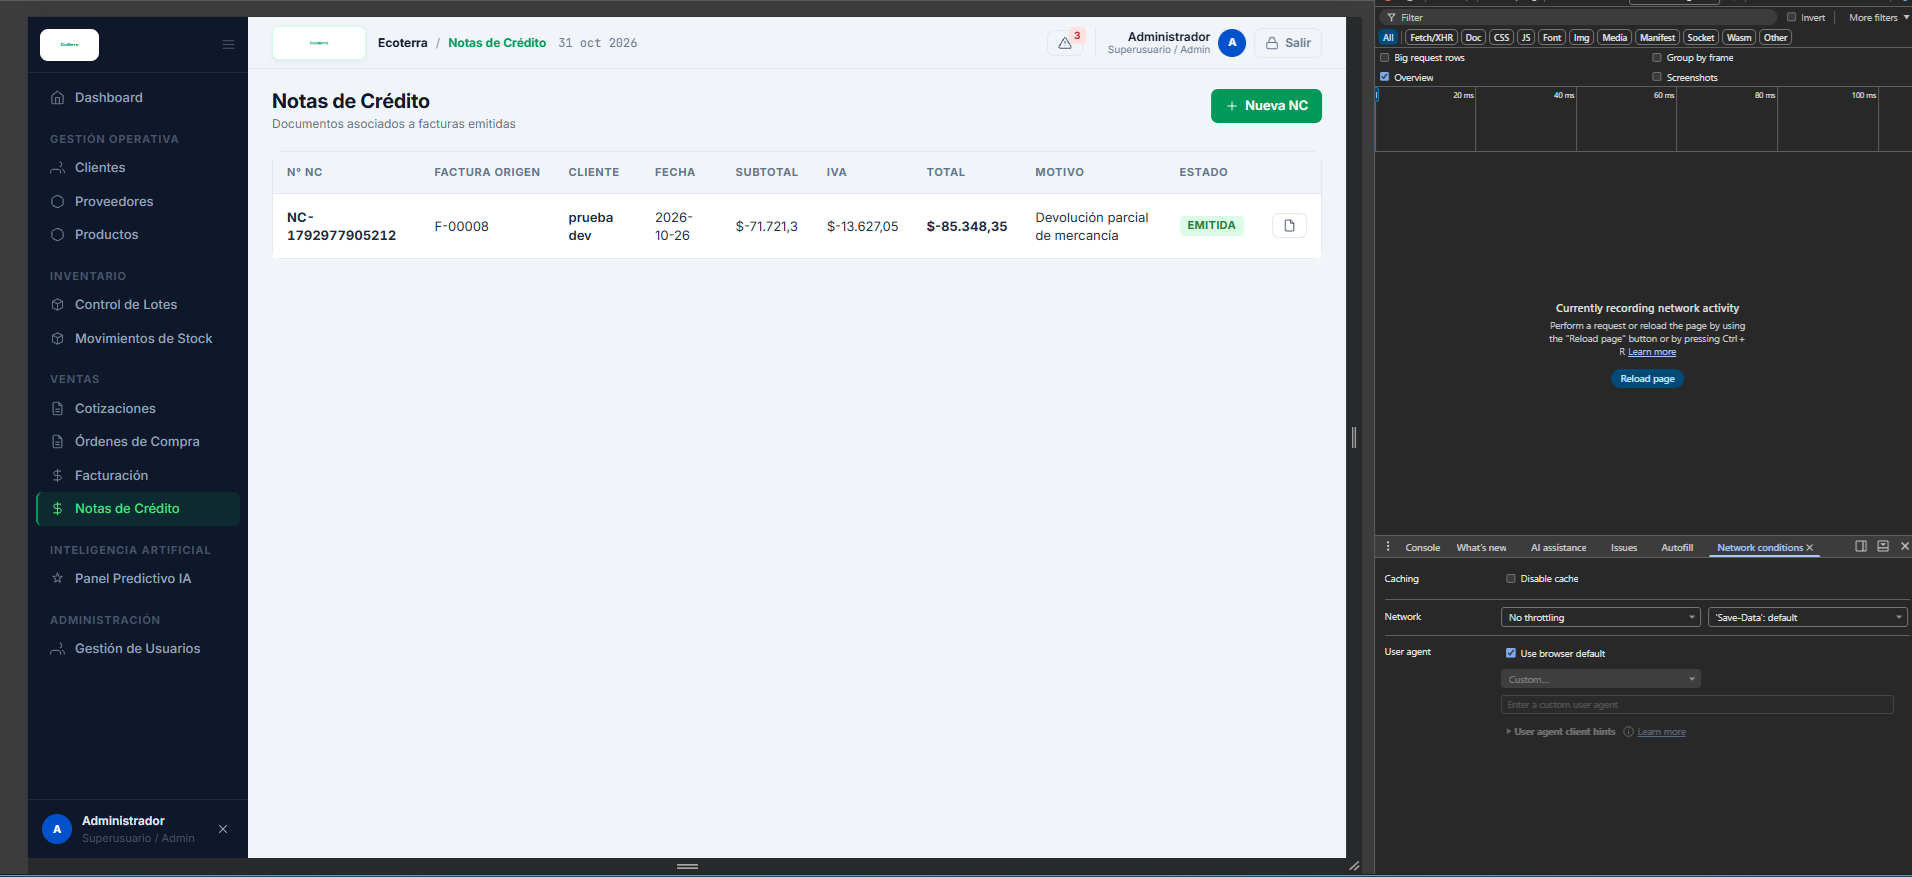 Ecoterra
Dashboard
GESTIÓN OPERATIVA
Clientes
Proveedores
Productos
INVENTARIO
Control de Lotes
Movimientos de Stock
VENTAS
Cotizaciones
Órdenes de Compra
Facturación
Notas de Crédito
INTELIGENCIA ARTIFICIAL
Panel Predictivo IA
ADMINISTRACIÓN
Gestión de Usuarios
A
Administrador
Superusuario / Admin
Ecoterra
Ecoterra / Notas de Crédito 31 oct 2026
3
Administrador
Superusuario / Admin
A
Salir
Notas de Crédito
Documentos asociados a facturas emitidas
+ Nueva NC
N° NC FACTURA ORIGEN CLIENTE FECHA SUBTOTAL IVA TOTAL MOTIVO ESTADO
NC-1792977905212 F-00008 prueba dev 2026-10-26 $-71.721,3 $-13.627,05 $-85.348,35 Devolución parcial de mercancía EMITIDA
Filter
Invert
More filters
All Fetch/XHR Doc CSS JS Font Img Media Manifest Socket Wasm Other
Big request rows
Group by frame
Overview
Screenshots
20 ms 40 ms 60 ms 80 ms 100 ms
Currently recording network activity
Perform a request or reload the page by using
the "Reload page" button or by pressing Ctrl +
R Learn more
Reload page
Console What's new AI assistance Issues Autofill Network conditions
Caching
Disable cache
Network
No throttling
'Save-Data': default
User agent
Use browser default
Custom...
Enter a custom user agent
User agent client hints
Learn more